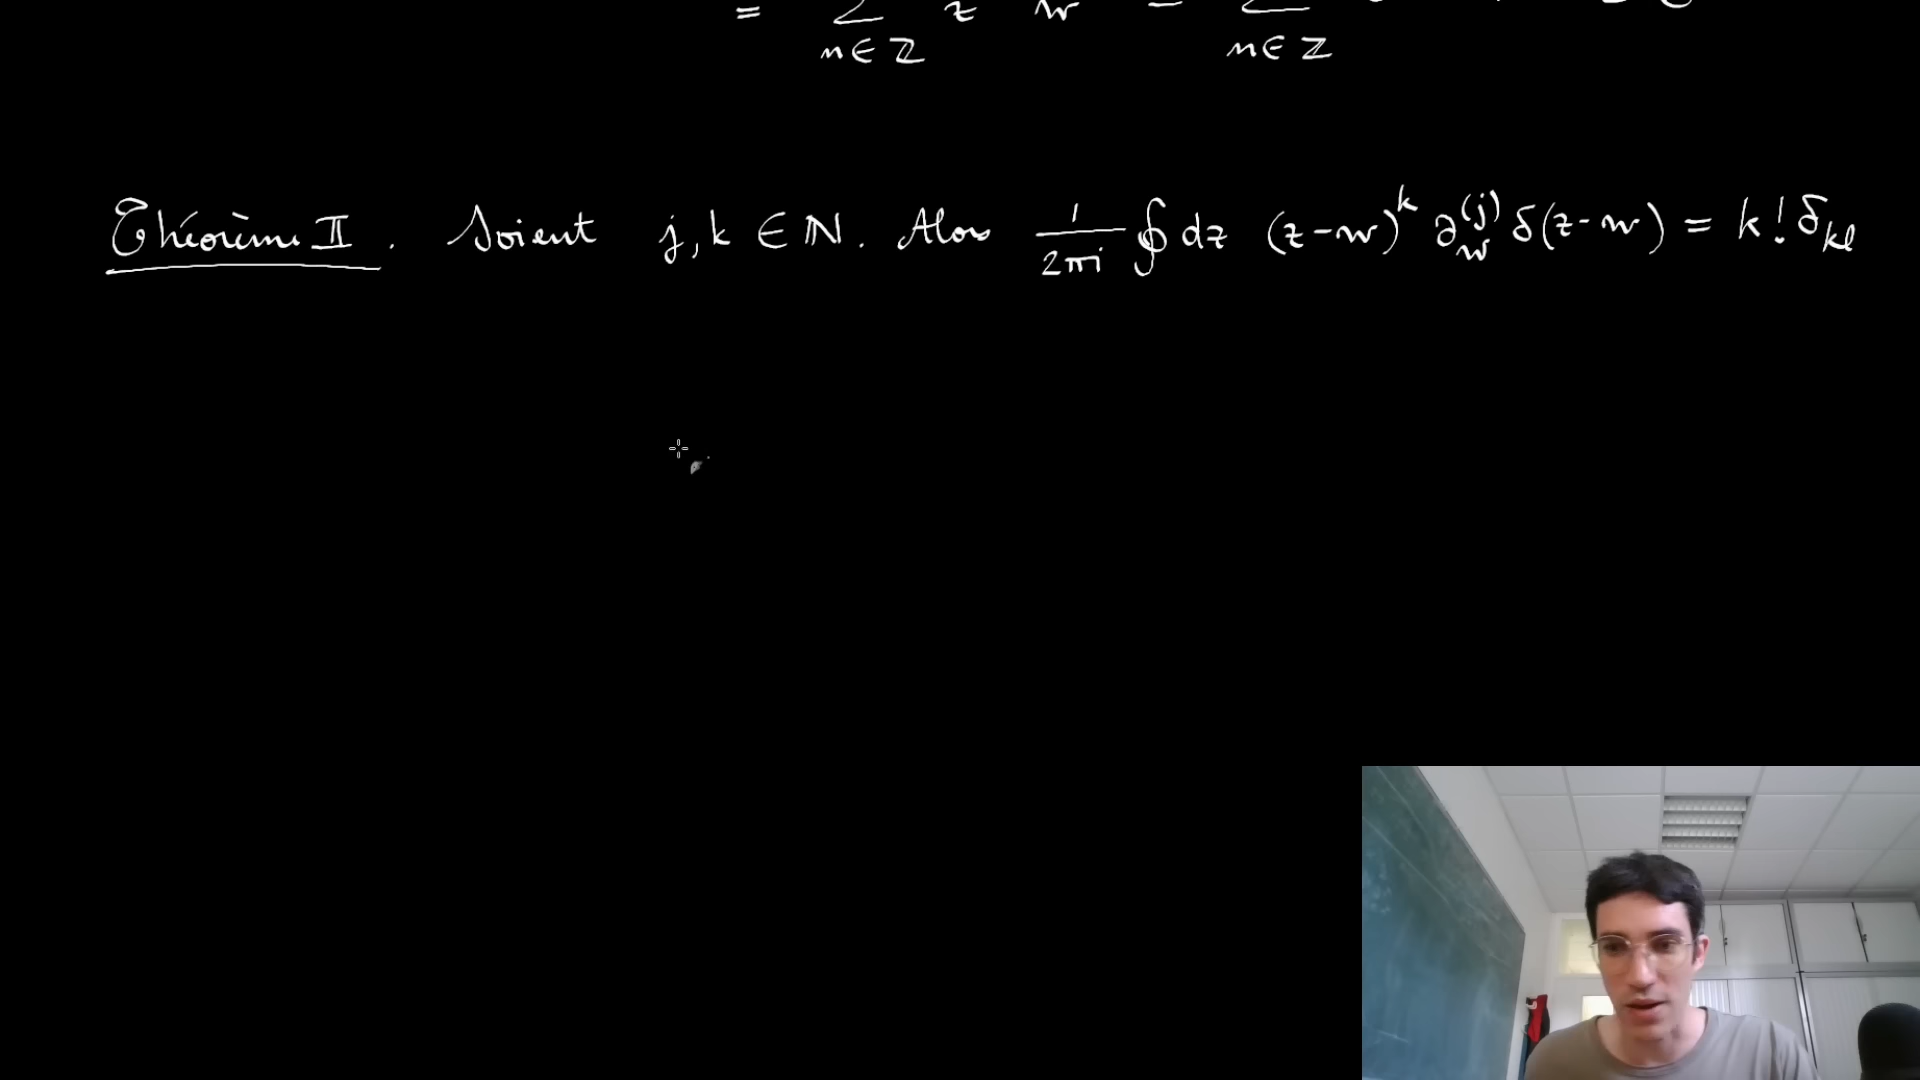 = Σ z w = Σ
n∈ℤ n∈ℤ
Théorème II. Soient j, k ∈ ℕ. Alors 1/2πi ∮ dz (z-w)^k ∂_w^(j) δ(z-w) = k! δ_kl